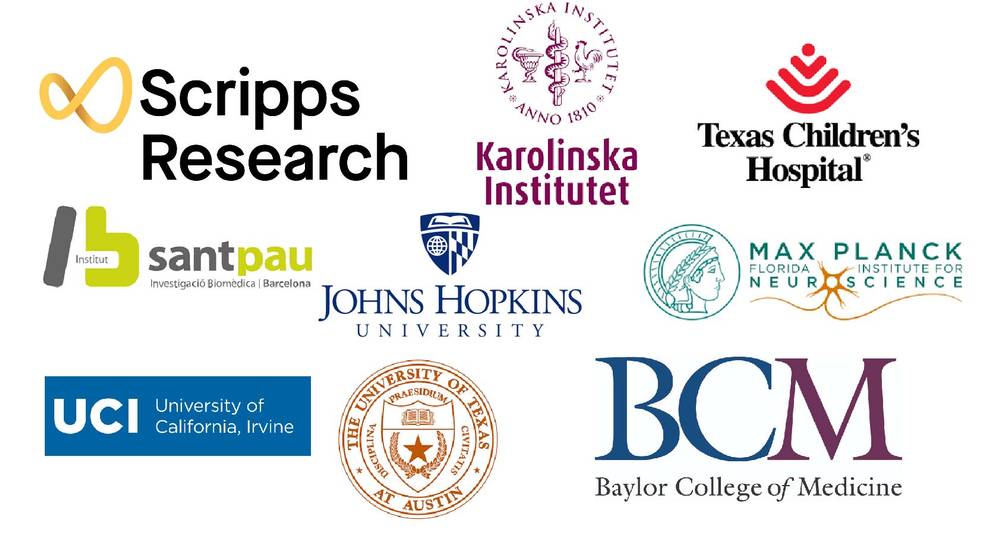 Scripps
Research
KAROLINSKA INSTITUTET
ANNO 1810
Karolinska
Institutet
Texas Children's
Hospital®
Institut
santpau
Investigació Biomèdica | Barcelona
JOHNS HOPKINS
UNIVERSITY
MAX PLANCK
FLORIDA INSTITUTE FOR
NEUROSCIENCE
UCI
University of
California, Irvine
THE UNIVERSITY OF TEXAS
AT AUSTIN
PRAESIDIUM
DISCIPLINA
CIVITATIS
BCM
Baylor College of Medicine